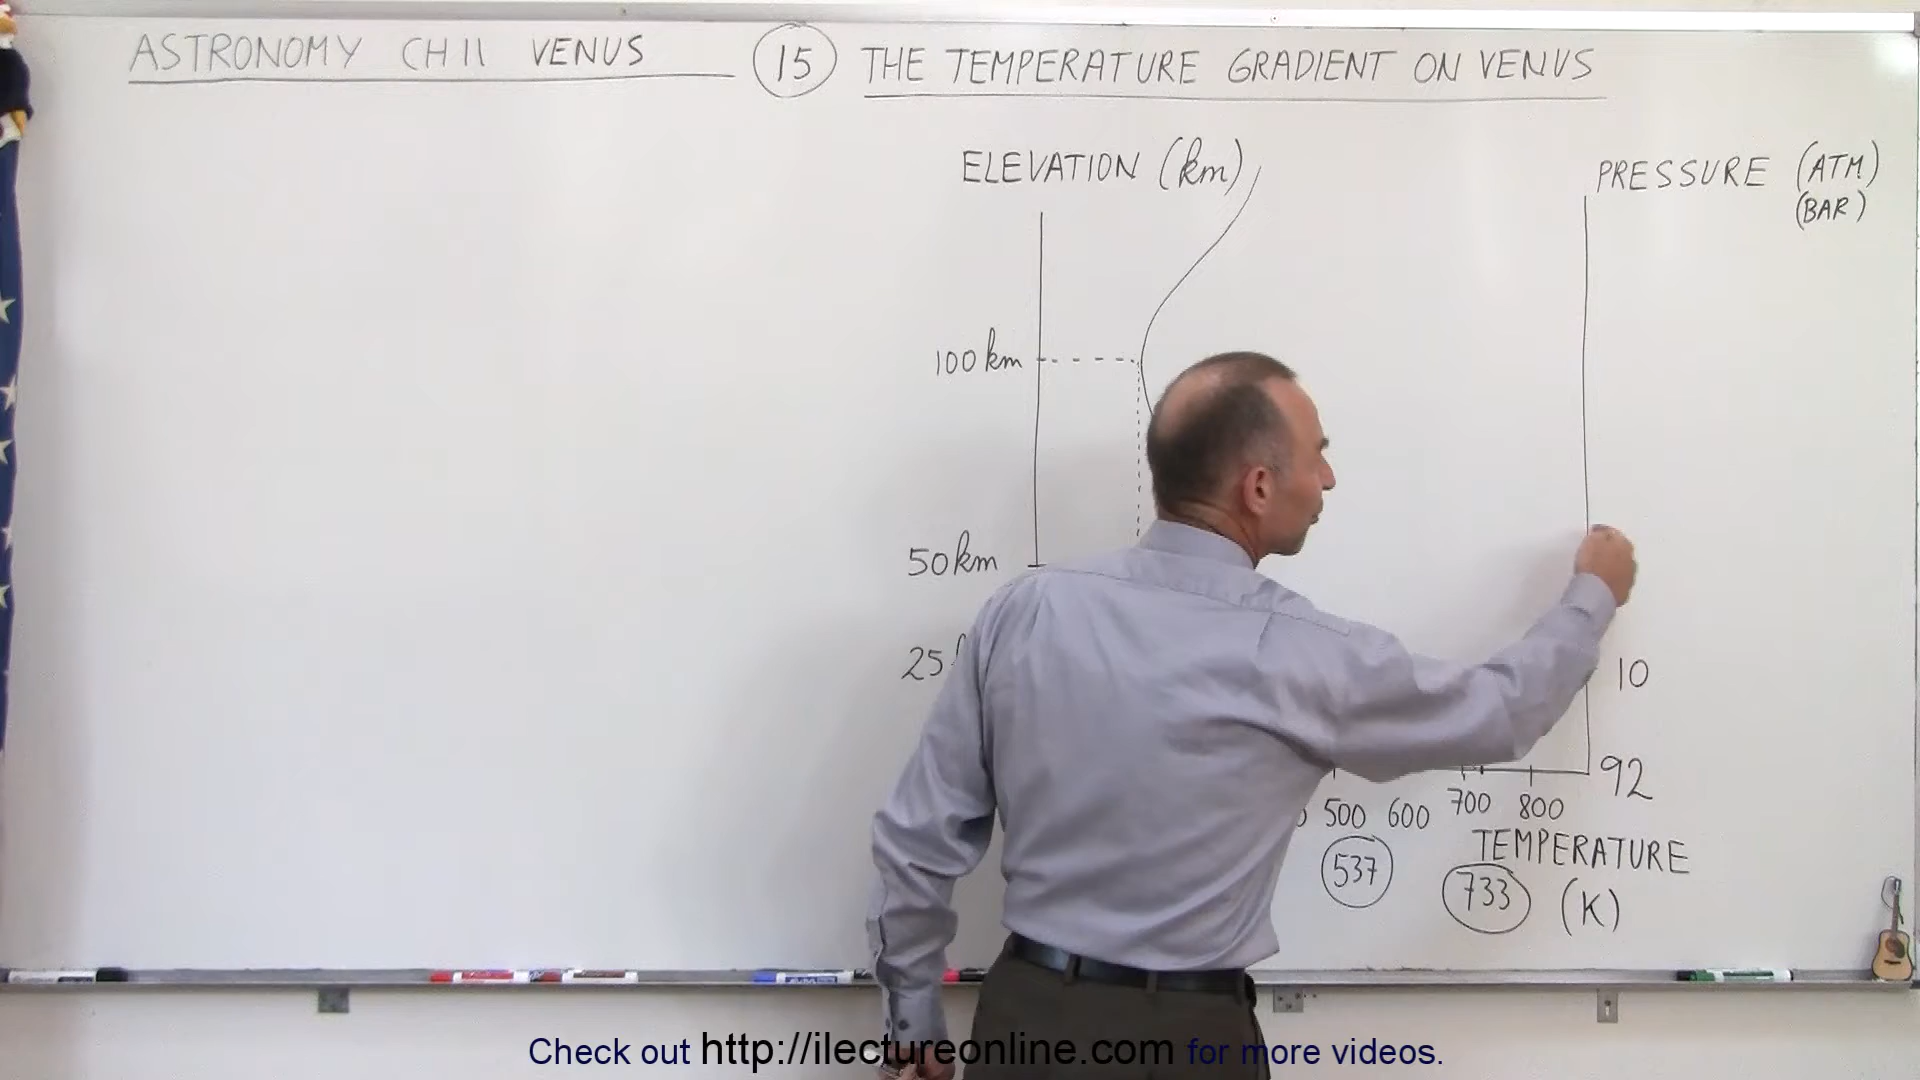 ASTRONOMY CH 11 VENUS
15 THE TEMPERATURE GRADIENT ON VENUS
ELEVATION (km)
PRESSURE (ATM)
(BAR)
100 km
50 km
25
10
92
500 600 700 800
TEMPERATURE
537
733
(K)
Check out http://ilectureonline.com for more videos.